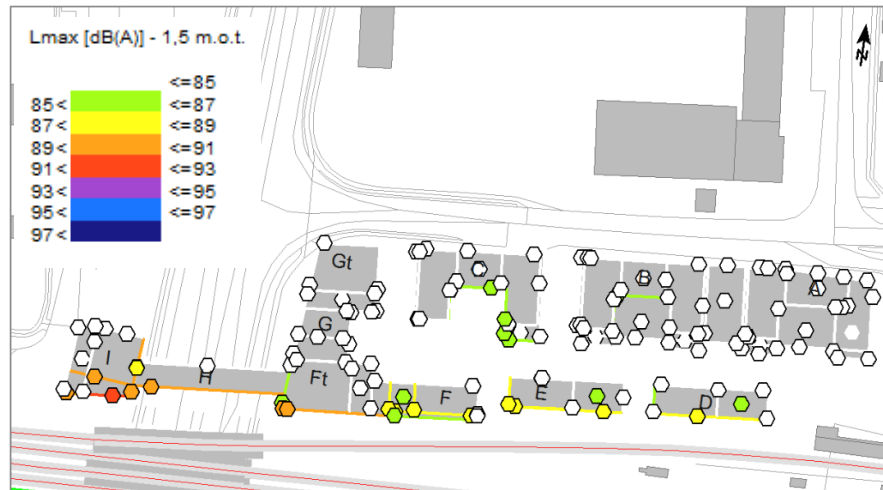 Lmax [dB(A)] - 1,5 m.o.t.
<=85
85< <=87
87< <=89
89< <=91
91< <=93
93< <=95
95< <=97
97<
N
Gt
B
A
G
I
H
Ft
F
E
D